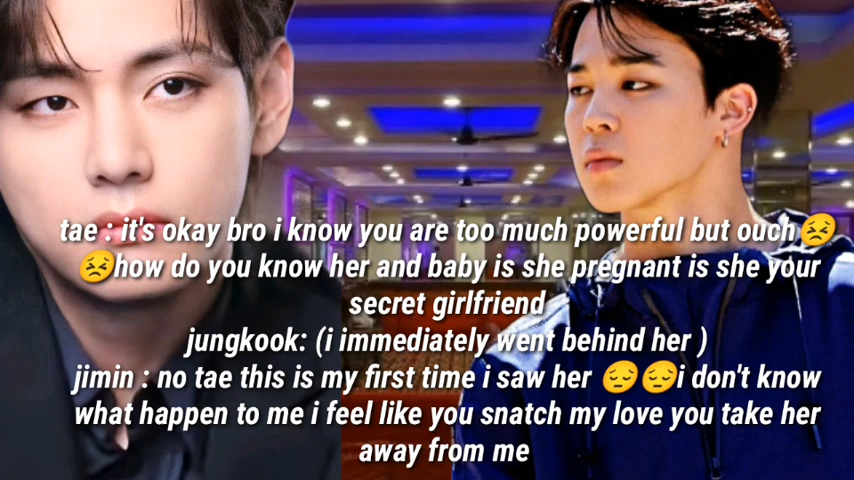 tae : it's okay bro i know you are too much powerful but ouch😣
😣how do you know her and baby is she pregnant is she your
secret girlfriend
jungkook: (i immediately went behind her )
jimin : no tae this is my first time i saw her 😔😔i don't know
what happen to me i feel like you snatch my love you take her
away from me